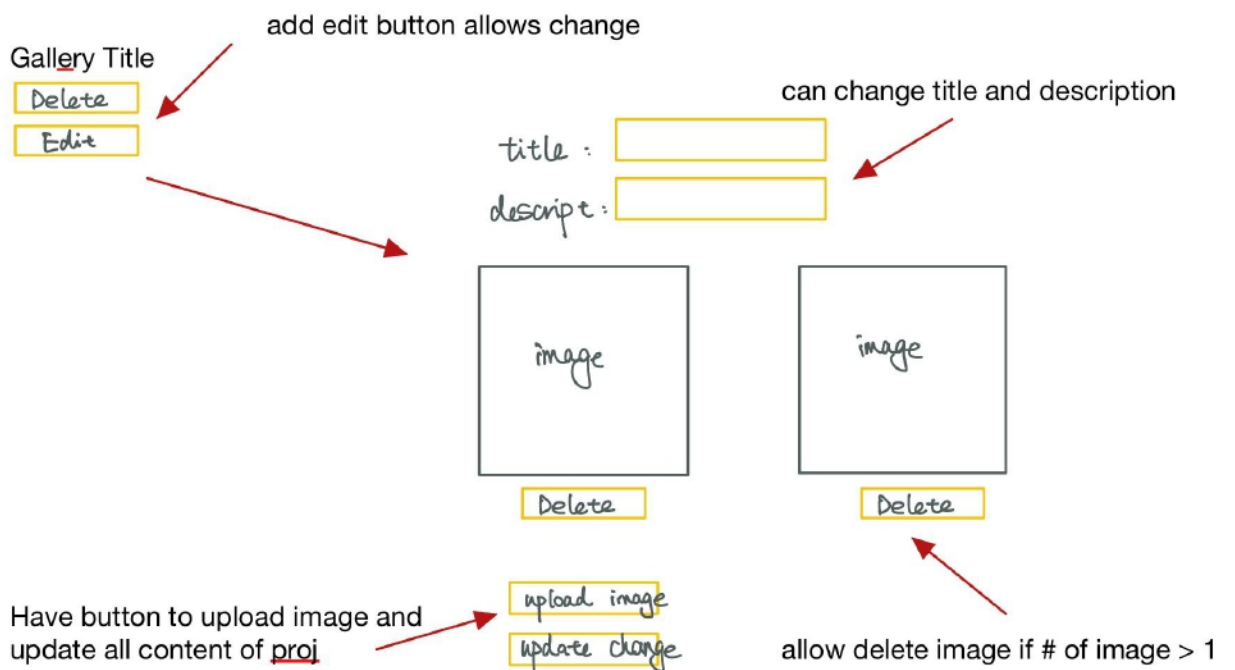 add edit button allows change
Gallery Title
Delete
Edit
can change title and description
title :
descript:
image
image
Delete
Delete
Have button to upload image and
update all content of proj
upload image
update change
allow delete image if # of image > 1